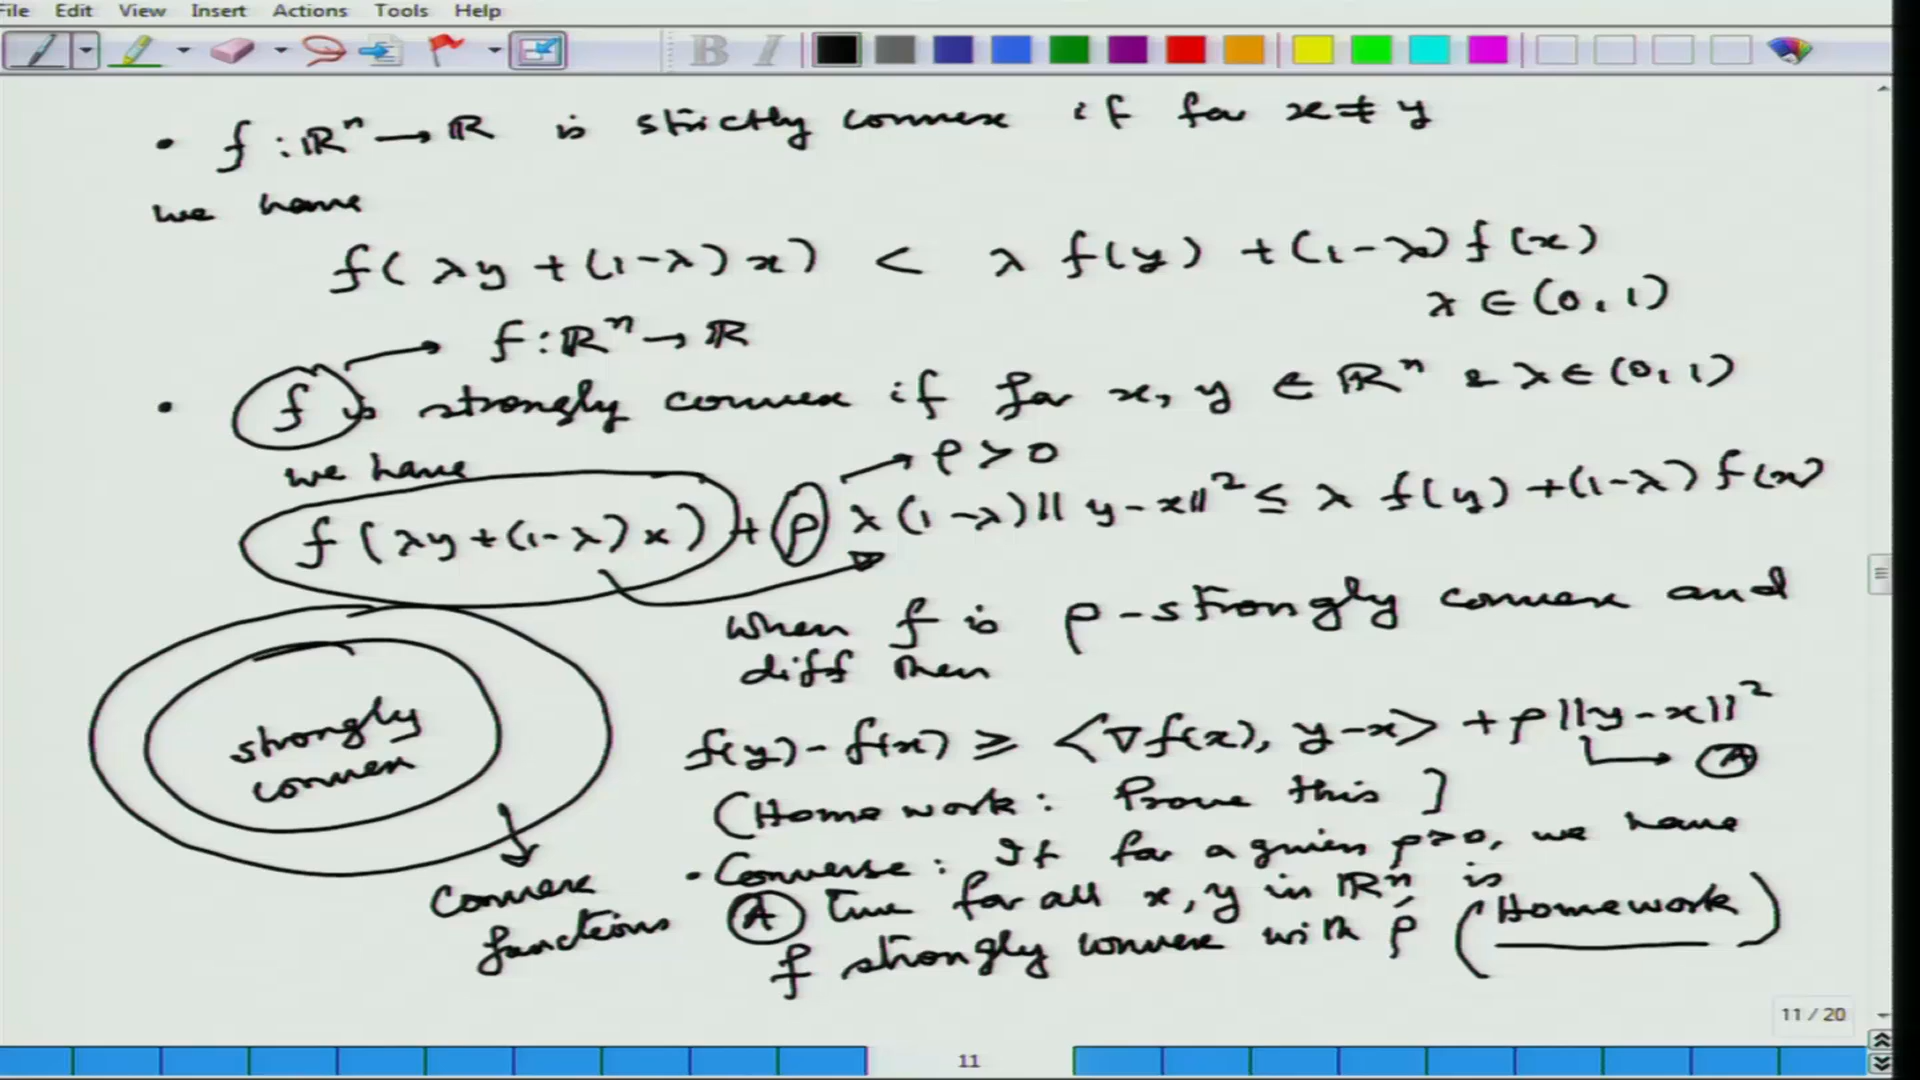 File Edit View Insert Actions Tools Help
B I
• f : ℝⁿ → ℝ is strictly convex if for x ≠ y
we have
f(λy + (1-λ)x) < λ f(y) + (1-λ) f(x)
λ ∈ (0, 1)
f : ℝⁿ → ℝ
• f is strongly convex if for x, y ∈ ℝⁿ & λ ∈ (0, 1)
we have
ρ > 0
f(λy + (1-λ)x) + ρ λ(1-λ)||y-x||² ≤ λ f(y) + (1-λ) f(x)
When f is ρ-strongly convex and
diff then
strongly
convex
f(y) - f(x) ≥ <∇f(x), y-x> + ρ||y-x||²
A
(Homework: Prove this ]
• Converse: If for a given ρ>0, we have
A true for all x, y in ℝⁿ is
f strongly convex with ρ (Homework)
Convex
functions
11 / 20
11